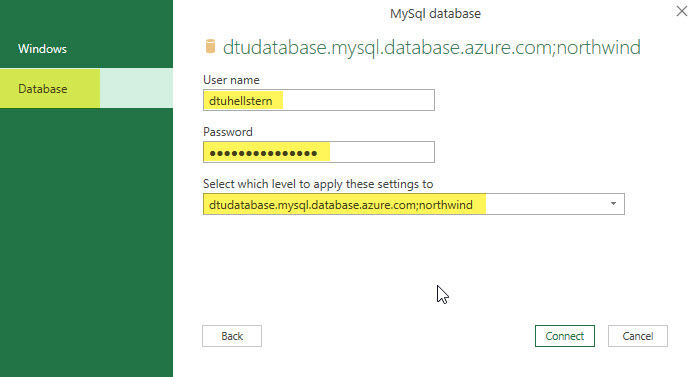 MySql database
Windows
Database
dtudatabase.mysql.database.azure.com;northwind
User name
dtuhellstern
Password
●●●●●●●●●●●●●●●
Select which level to apply these settings to
dtudatabase.mysql.database.azure.com;northwind
Back
Connect
Cancel